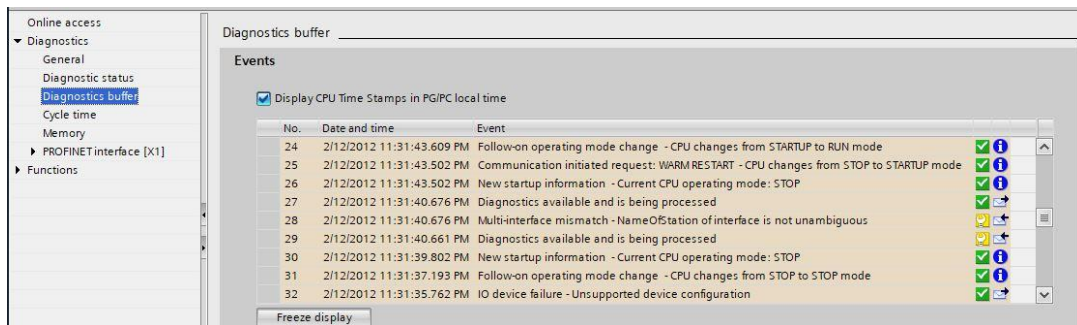 Online access
Diagnostics
General
Diagnostic status
Diagnostics buffer
Cycle time
Memory
PROFINET interface [X1]
Functions
Diagnostics buffer
Events
Display CPU Time Stamps in PG/PC local time
No. Date and time Event
24 2/12/2012 11:31:43.609 PM Follow-on operating mode change - CPU changes from STARTUP to RUN mode
25 2/12/2012 11:31:43.502 PM Communication initiated request: WARM RESTART - CPU changes from STOP to STARTUP mode
26 2/12/2012 11:31:43.502 PM New startup information - Current CPU operating mode: STOP
27 2/12/2012 11:31:40.676 PM Diagnostics available and is being processed
28 2/12/2012 11:31:40.676 PM Multi-interface mismatch - NameOfStation of interface is not unambiguous
29 2/12/2012 11:31:40.661 PM Diagnostics available and is being processed
30 2/12/2012 11:31:39.802 PM New startup information - Current CPU operating mode: STOP
31 2/12/2012 11:31:37.193 PM Follow-on operating mode change - CPU changes from STOP to STOP mode
32 2/12/2012 11:31:35.762 PM IO device failure - Unsupported device configuration
Freeze display